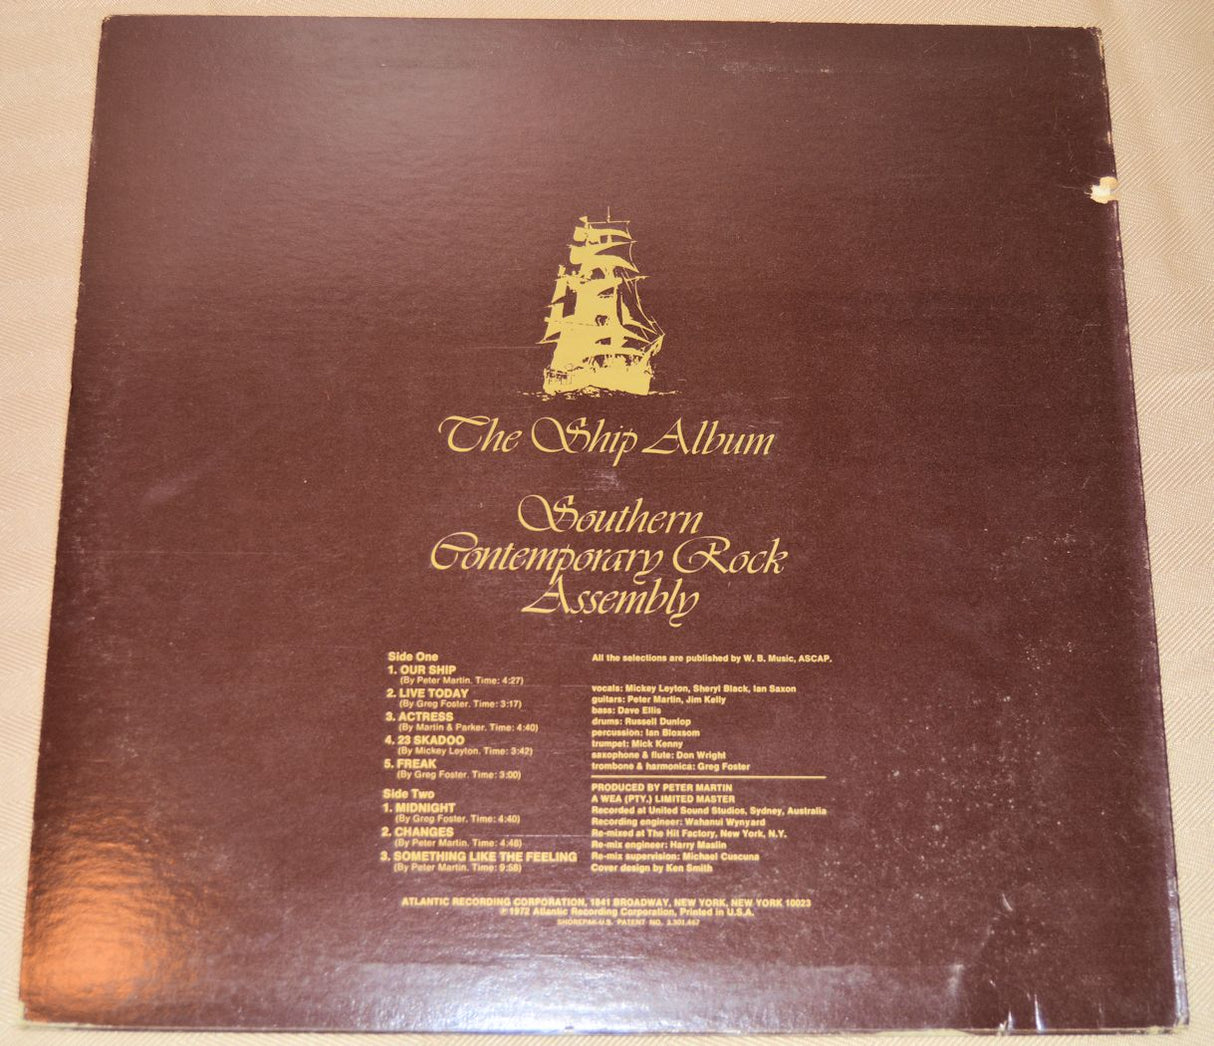 The Ship Album
Southern
Contemporary Rock
Assembly
Side One
1. OUR SHIP
(By Peter Martin. Time: 4:27)
2. LIVE TODAY
(By Greg Foster. Time: 3:17)
3. ACTRESS
(By Martin & Parker. Time: 4:40)
4. 23 SKADOO
(By Mickey Leyton. Time: 3:42)
5. FREAK
(By Greg Foster. Time: 3:00)
Side Two
1. MIDNIGHT
(By Greg Foster. Time: 4:40)
2. CHANGES
(By Peter Martin. Time: 4:48)
3. SOMETHING LIKE THE FEELING
(By Peter Martin. Time: 9:58)
All the selections are published by W. B. Music, ASCAP.
vocals: Mickey Leyton, Sheryl Black, Ian Saxon
guitars: Peter Martin, Jim Kelly
bass: Dave Ellis
drums: Russell Dunlop
percussion: Ian Bloxsom
trumpet: Mick Kenny
saxophone & flute: Don Wright
trombone & harmonica: Greg Foster
PRODUCED BY PETER MARTIN
A WEA (PTY.) LIMITED MASTER
Recorded at United Sound Studios, Sydney, Australia
Recording engineer: Wahanui Wynyard
Re-mixed at The Hit Factory, New York, N.Y.
Re-mix engineer: Harry Maslin
Re-mix supervision: Michael Cuscuna
Cover design by Ken Smith
ATLANTIC RECORDING CORPORATION, 1841 BROADWAY, NEW YORK, NEW YORK 10023
℗ 1972 Atlantic Recording Corporation, Printed in U.S.A.
SHOREPAK-U.S. PATENT NO. 3,301,467